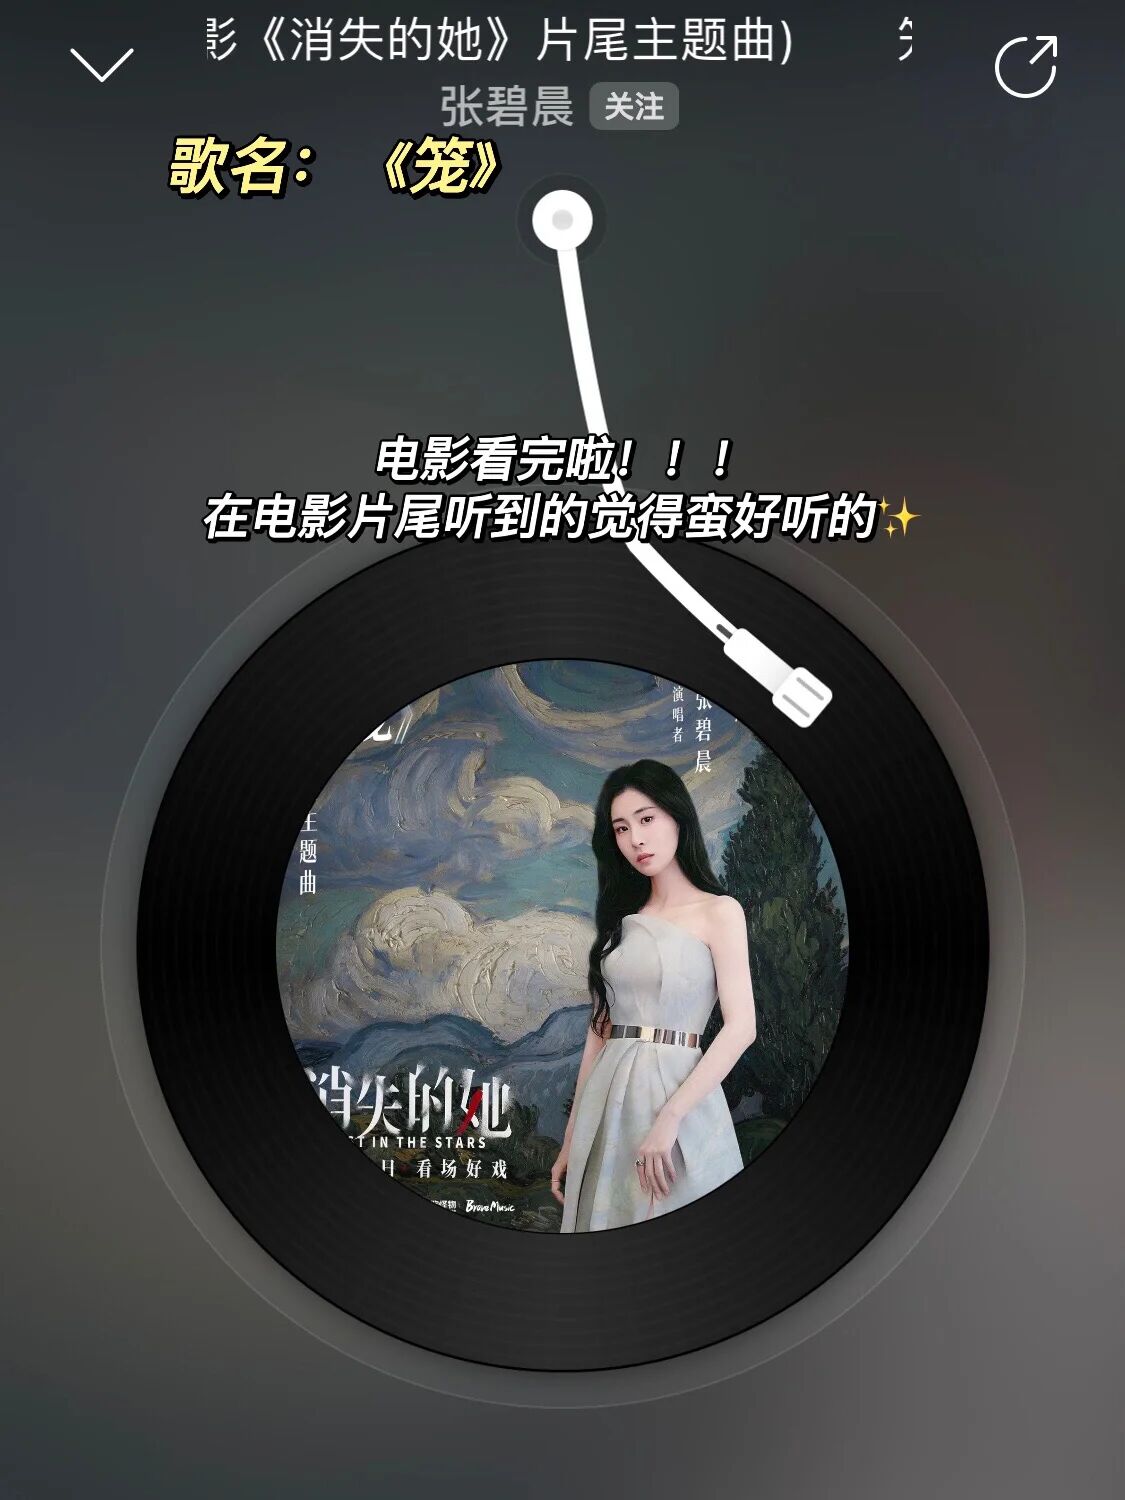 影《消失的她》片尾主题曲)
张碧晨 关注
歌名：《笼》
电影看完啦！！！
在电影片尾听到的觉得蛮好听的✨
演唱者
张碧晨
主题曲
消失的她
IN THE STARS
看场好戏
Brave Music